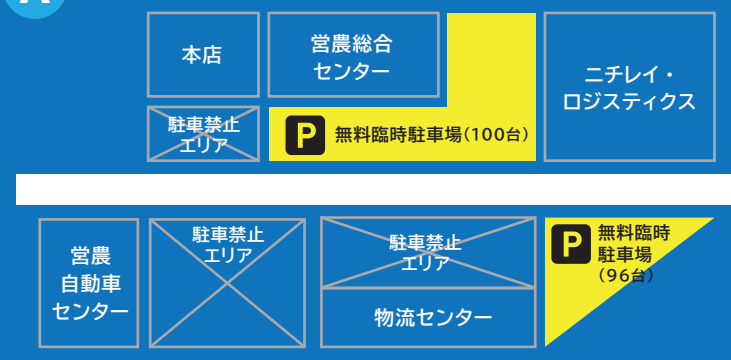 本店
営農総合
センター
ニチレイ・
ロジスティクス
駐車禁止
エリア
P 無料臨時駐車場(100台)
営農
自動車
センター
駐車禁止
エリア
駐車禁止
エリア
物流センター
P 無料臨時
駐車場
(96台)